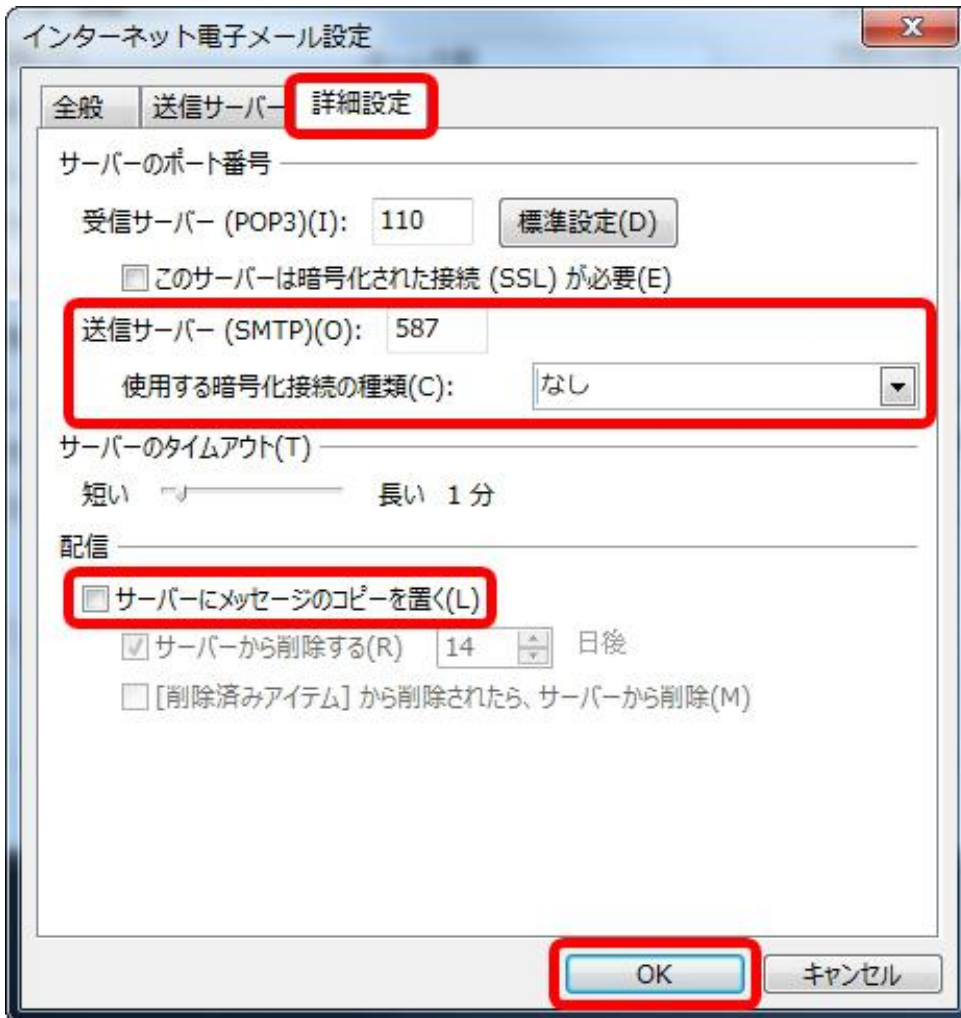 インターネット電子メール設定
全般 送信サーバー 詳細設定
サーバーのポート番号
受信サーバー (POP3)(I): 110 標準設定(D)
このサーバーは暗号化された接続 (SSL) が必要(E)
送信サーバー (SMTP)(O): 587
使用する暗号化接続の種類(C): なし
サーバーのタイムアウト(T)
短い 長い 1 分
配信
サーバーにメッセージのコピーを置く(L)
サーバーから削除する(R) 14 日後
[削除済みアイテム] から削除されたら、サーバーから削除(M)
OK キャンセル